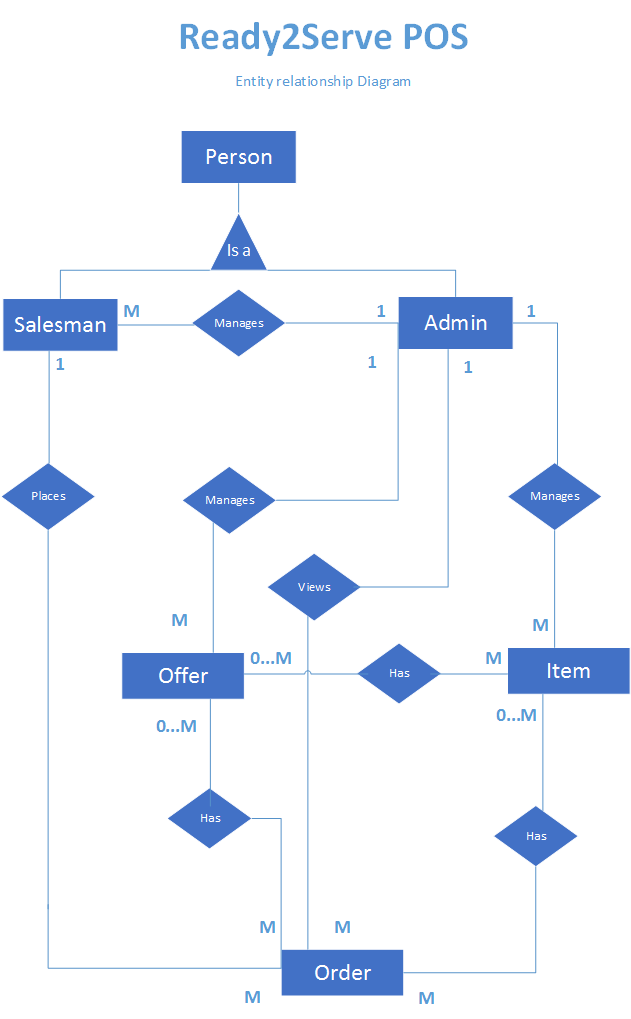 Ready2Serve POS
Entity relationship Diagram
Person
Is a
Salesman
M
Manages
1
Admin
1
1
1
1
Places
Manages
Manages
Views
M
M
Offer
0...M
Has
M
Item
0...M
0...M
Has
Has
M
M
Order
M
M